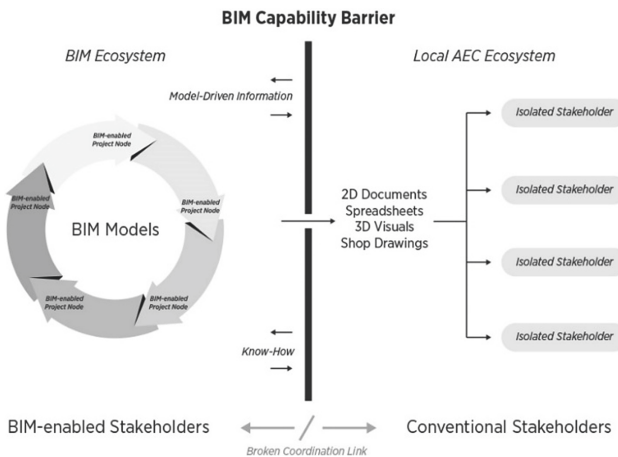 BIM Capability Barrier
BIM Ecosystem
Local AEC Ecosystem
Model-Driven Information
BIM-enabled
Project Node
BIM-enabled
Project Node
BIM-enabled
Project Node
BIM-enabled
Project Node
BIM-enabled
Project Node
BIM Models
2D Documents
Spreadsheets
3D Visuals
Shop Drawings
Isolated Stakeholder
Isolated Stakeholder
Isolated Stakeholder
Isolated Stakeholder
Know-How
BIM-enabled Stakeholders
Conventional Stakeholders
Broken Coordination Link